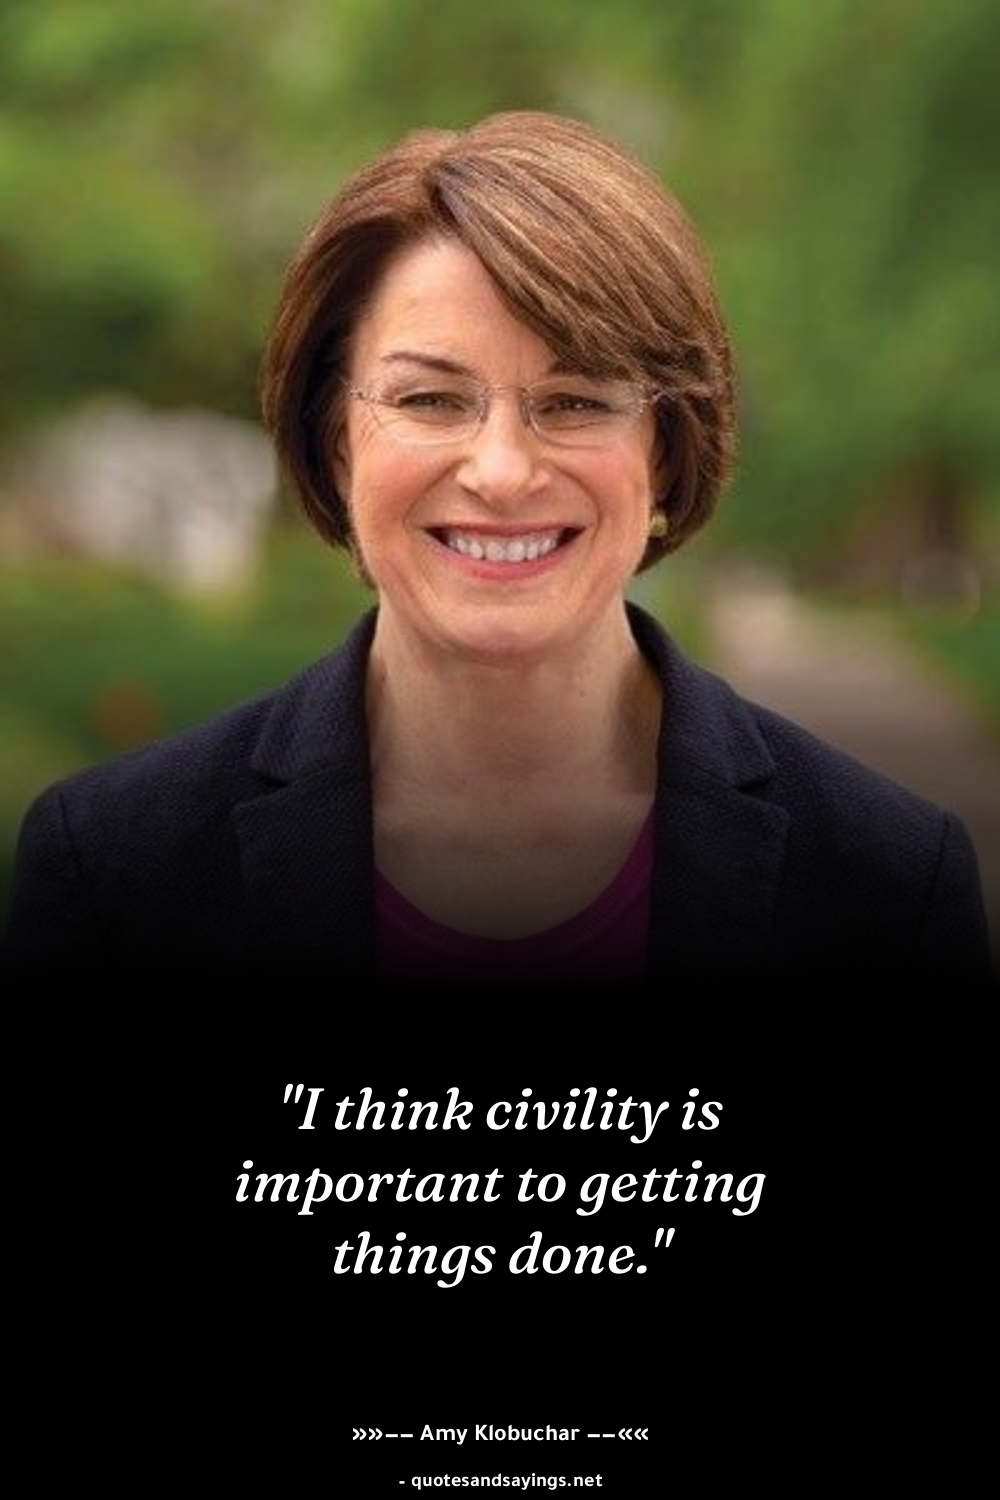 "I think civility is
important to getting
things done."
»»–– Amy Klobuchar ––««
- quotesandsayings.net